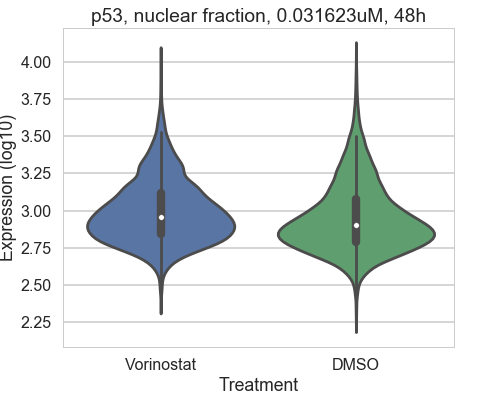 p53, nuclear fraction, 0.031623uM, 48h
4.00
3.75
3.50
3.25
3.00
2.75
2.50
2.25
Expression (log10)
Vorinostat
DMSO
Treatment